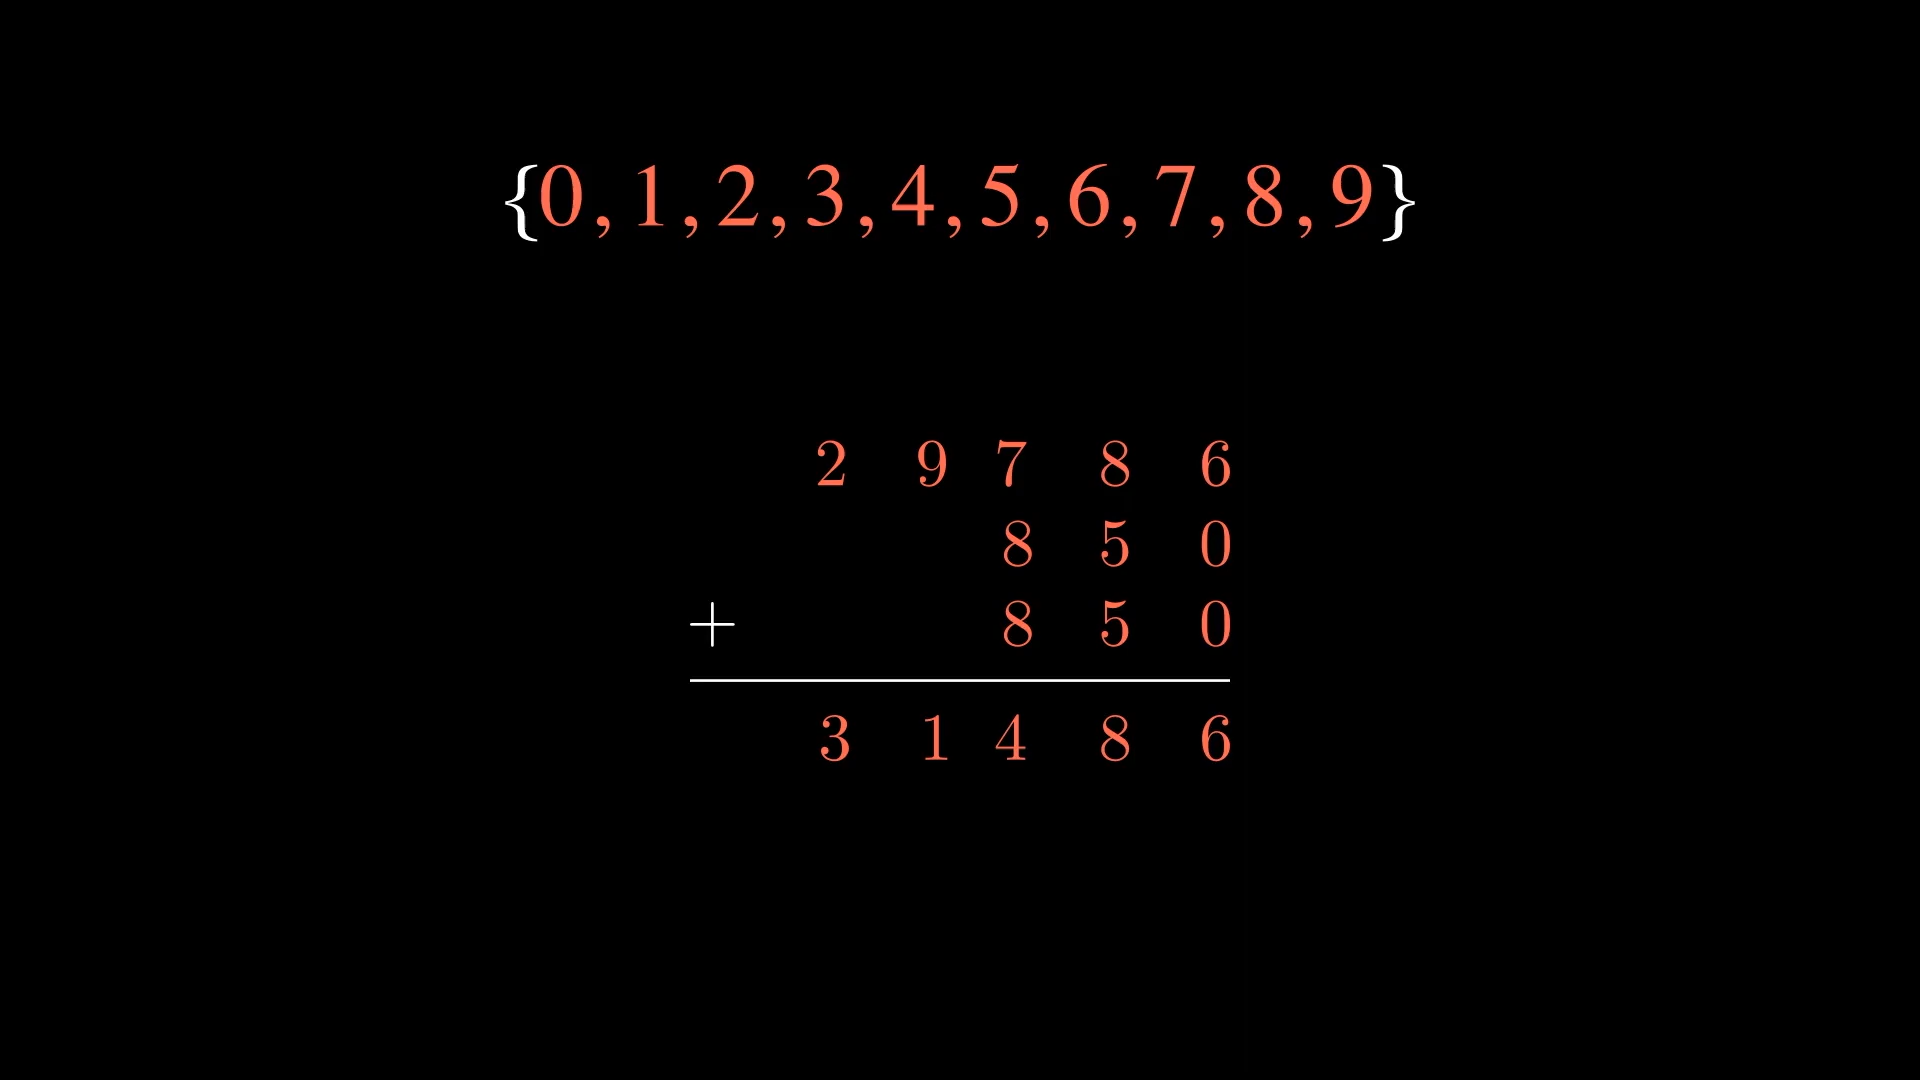 {0, 1, 2, 3, 4, 5, 6, 7, 8, 9}
2 9 7 8 6
8 5 0
+ 8 5 0
3 1 4 8 6